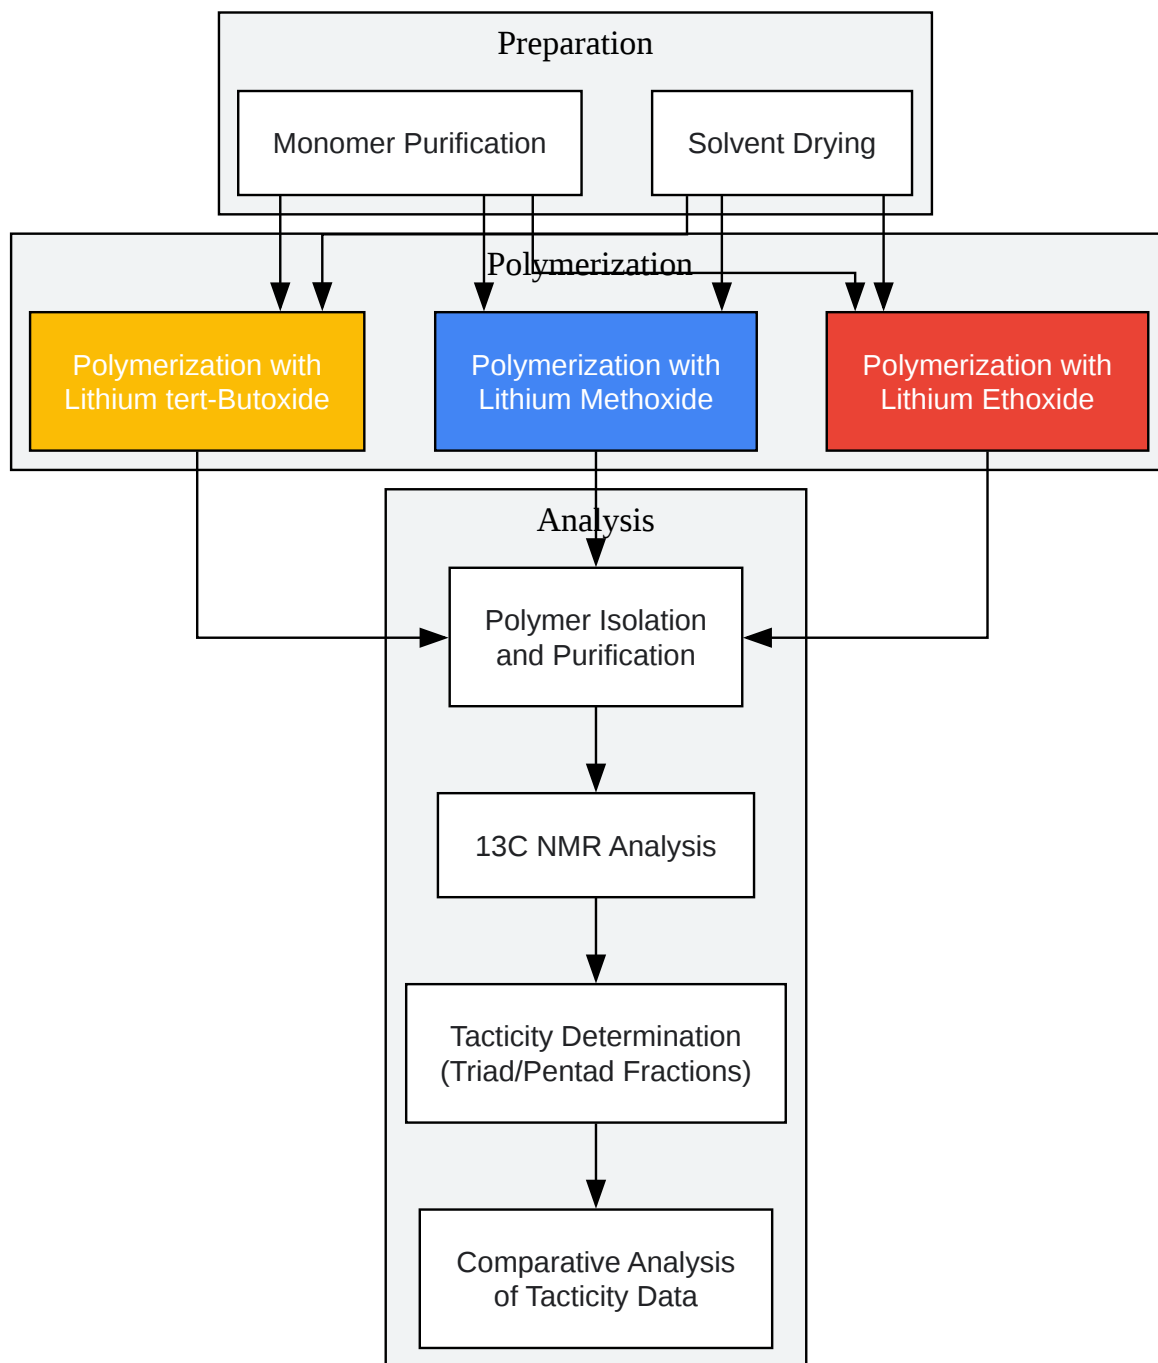 Preparation
Monomer Purification
Solvent Drying
Polymerization
Polymerization with
Lithium tert-Butoxide
Polymerization with
Lithium Methoxide
Polymerization with
Lithium Ethoxide
Analysis
Polymer Isolation
and Purification
13C NMR Analysis
Tacticity Determination
(Triad/Pentad Fractions)
Comparative Analysis
of Tacticity Data